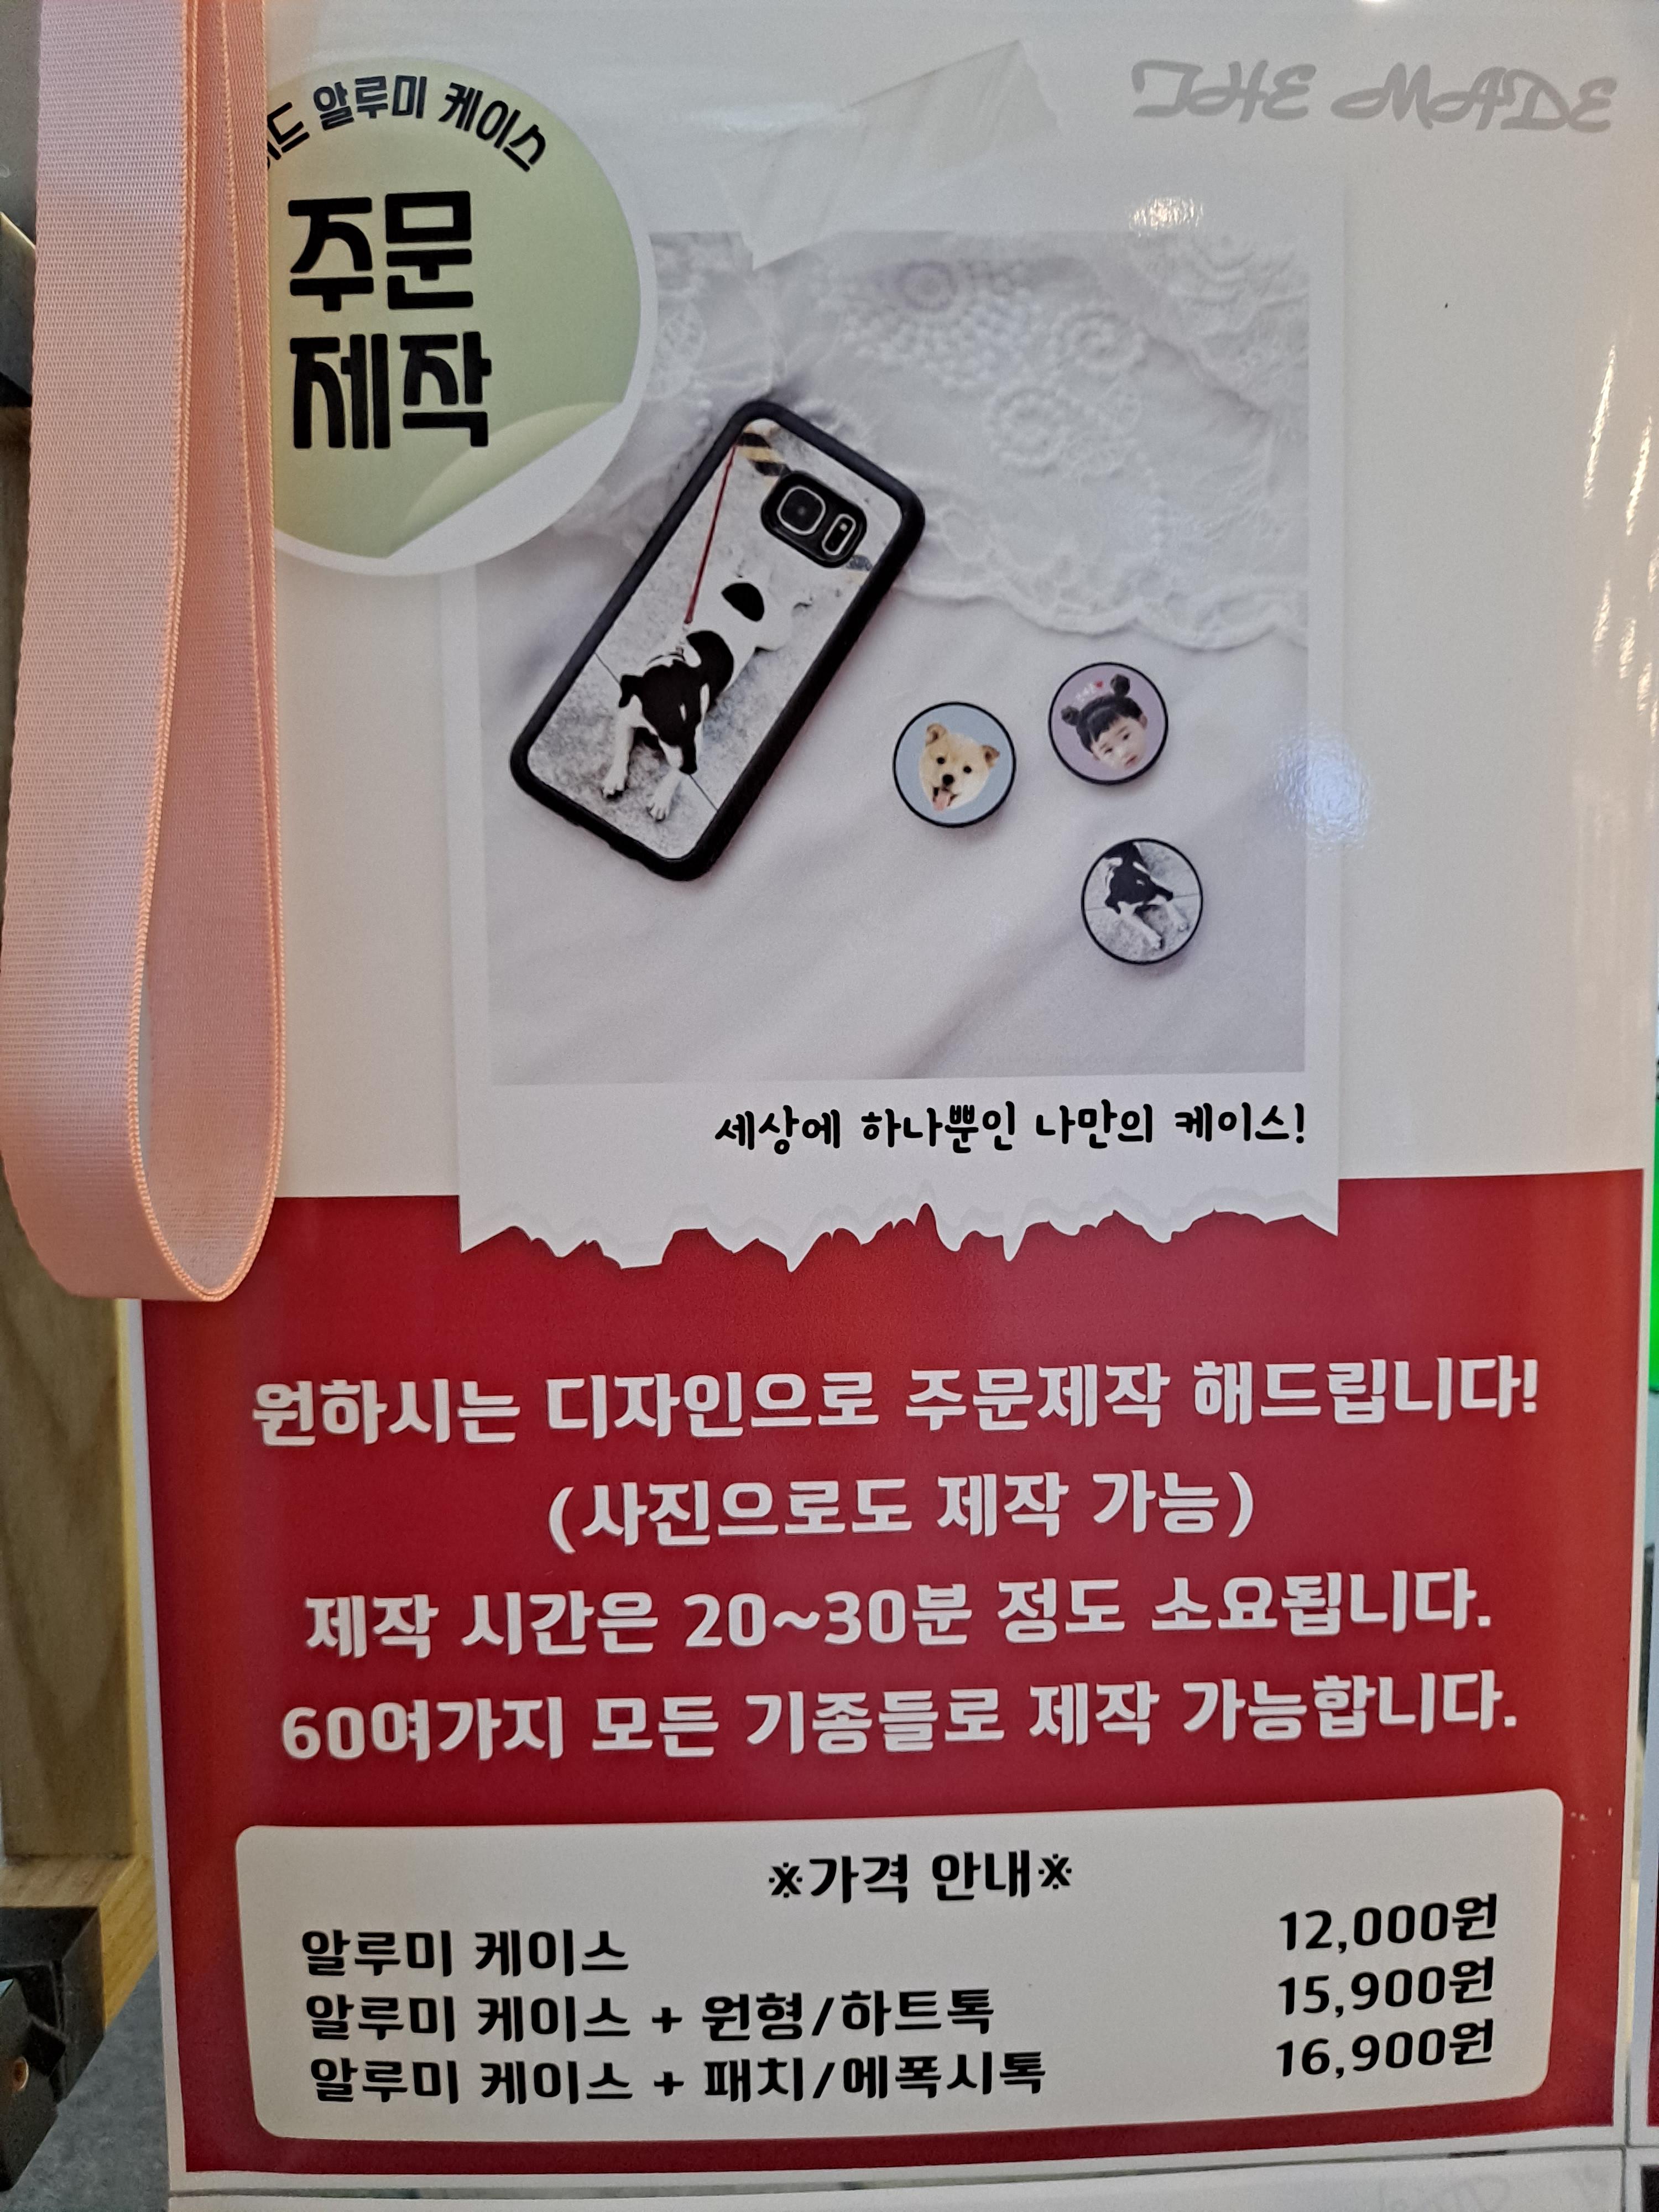 알루미 케이스
주문
제작
THE MADE
세상에 하나뿐인 나만의 케이스!
원하시는 디자인으로 주문제작 해드립니다!
(사진으로도 제작 가능)
제작 시간은 20~30분 정도 소요됩니다.
60여가지 모든 기종들로 제작 가능합니다.
※가격 안내※
알루미 케이스 12,000원
알루미 케이스 + 원형/하트톡 15,900원
알루미 케이스 + 패치/에폭시톡 16,900원